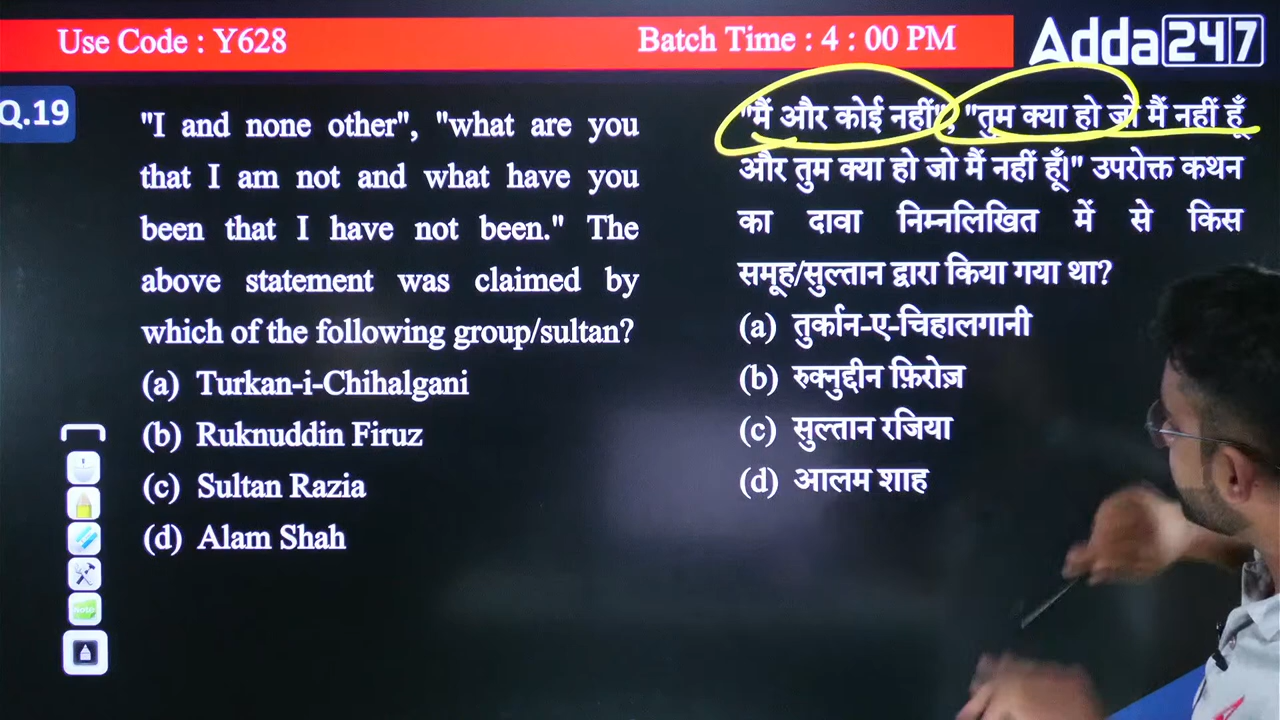 Use Code : Y628
Batch Time : 4 : 00 PM
Adda247
Q.19
"I and none other", "what are you
that I am not and what have you
been that I have not been." The
above statement was claimed by
which of the following group/sultan?
(a) Turkan-i-Chihalgani
(b) Ruknuddin Firuz
(c) Sultan Razia
(d) Alam Shah
"मैं और कोई नहीं", "तुम क्या हो जो मैं नहीं हूँ
और तुम क्या हो जो मैं नहीं हूँ।" उपरोक्त कथन
का दावा निम्नलिखित में से किस
समूह/सुल्तान द्वारा किया गया था?
(a) तुर्कान-ए-चिहालगानी
(b) रुक्नुद्दीन फ़िरोज़
(c) सुल्तान रजिया
(d) आलम शाह